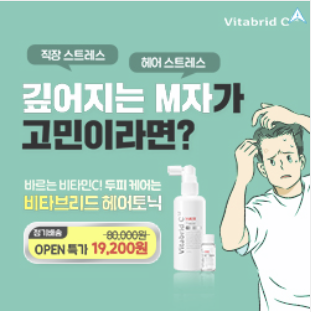 Vitabrid C
직장 스트레스
헤어 스트레스
깊어지는 M자가
고민이라면?
바르는 비타민C! 두피 케어는
비타브리드 헤어토닉
정기배송
80,000원
OPEN 특가 19,200원
Vitabrid C